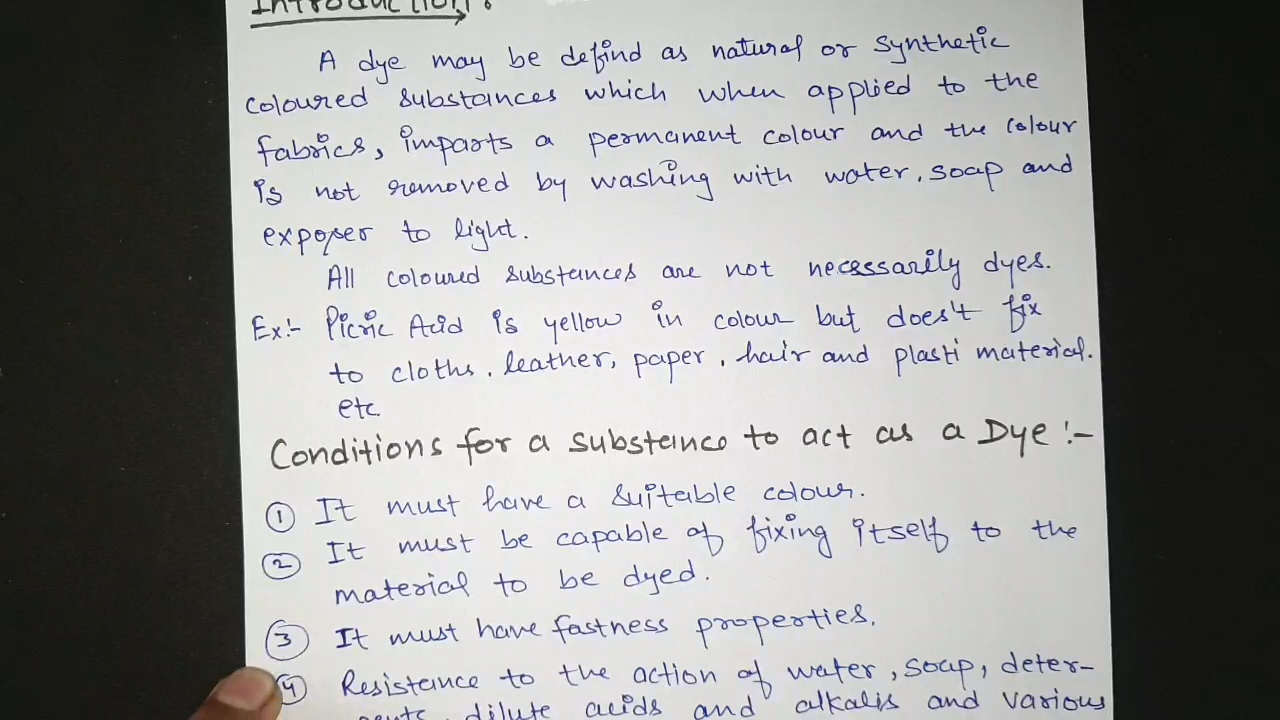 Introduction:
A dye may be defind as natural or synthetic
coloured substances which when applied to the
fabrics, imparts a permanent colour and the colour
is not removed by washing with water, soap and
exposer to light.
All coloured substances are not necessarily dyes.
Ex:- Picric Acid is yellow in colour but does't fix
to cloths, leather, paper, hair and plasti material.
etc
Conditions for a substance to act as a Dye :-
① It must have a suitable colour.
② It must be capable of fixing itself to the
material to be dyed.
③ It must have fastness properties.
④ Resistance to the action of water, soap, deter-
gents, dilute acids and alkalis and various